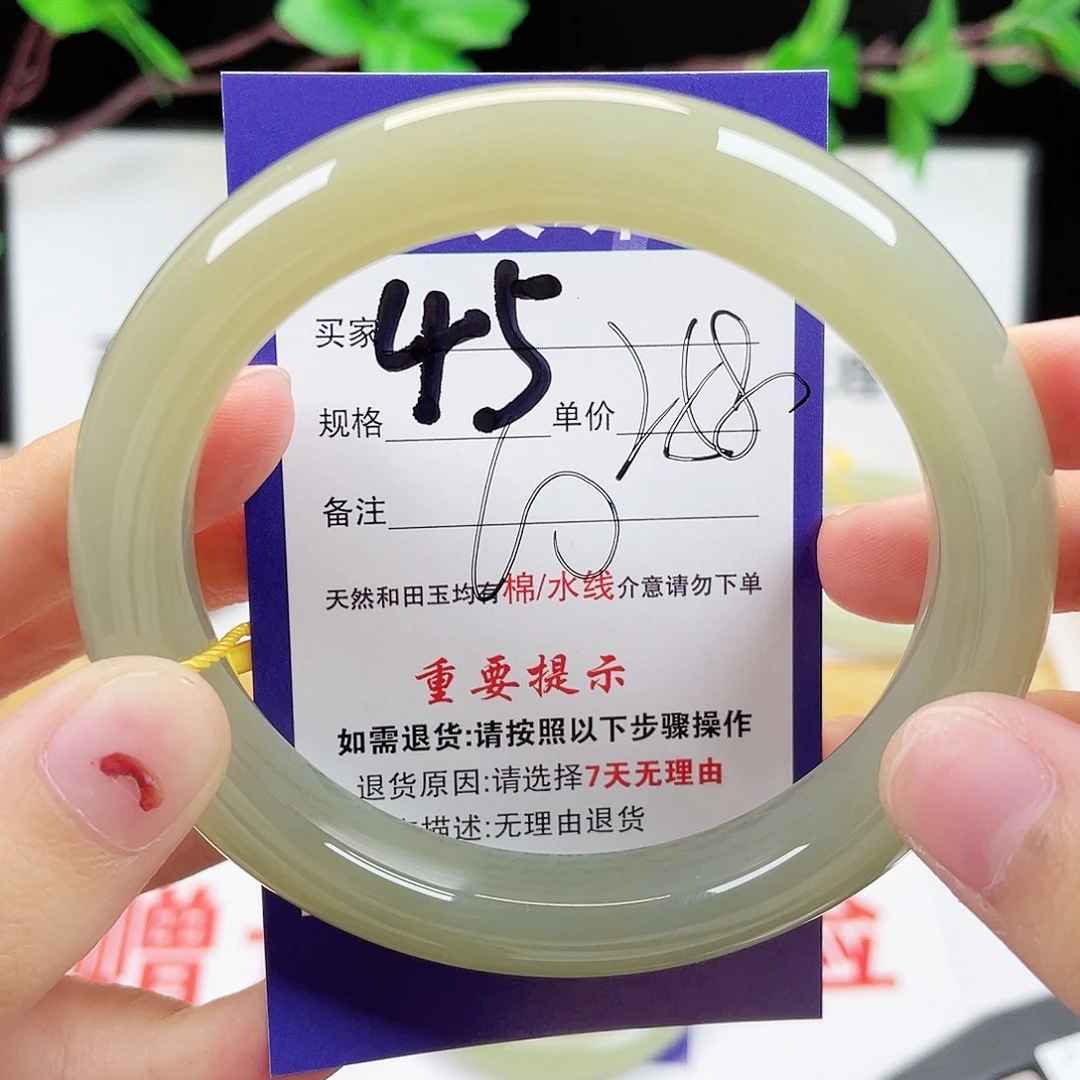 买家 45
规格 单价 168
备注 60
天然和田玉均有棉/水线介意请勿下单
重要提示
如需退货:请按照以下步骤操作
退货原因:请选择7天无理由
描述:无理由退货
赠